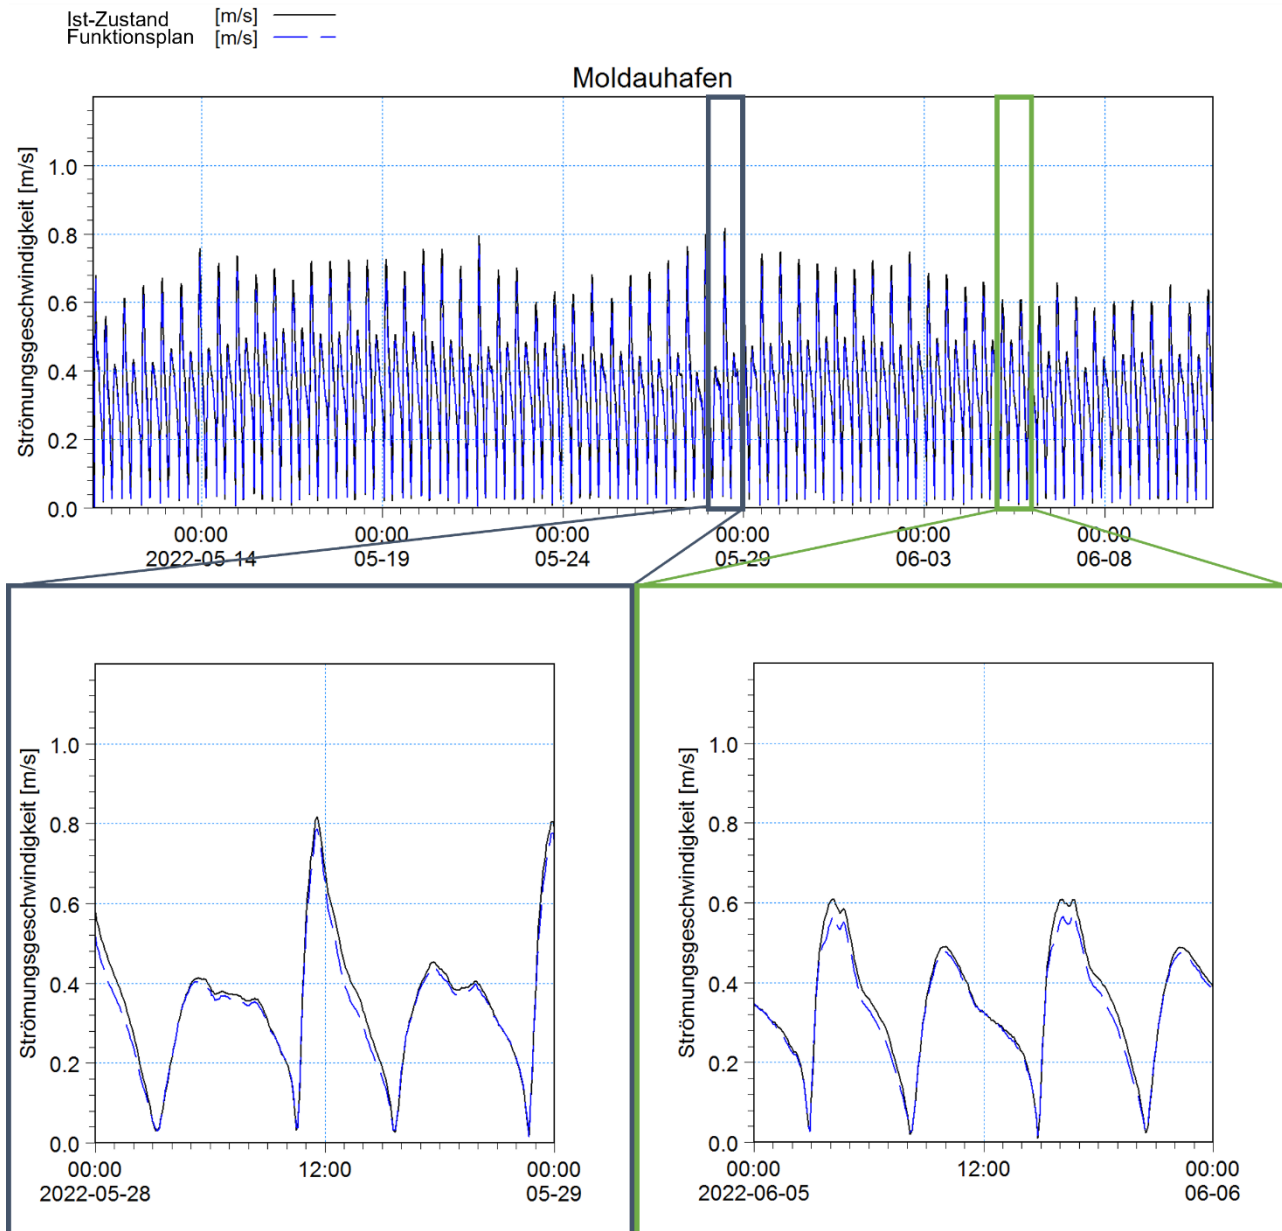 Ist-Zustand [m/s]
Funktionsplan [m/s]
Moldauhafen
Strömungsgeschwindigkeit [m/s]
1.0
0.8
0.6
0.4
0.2
0.0
00:00 00:00 00:00 00:00 00:00 00:00
2022-05-14 05-19 05-24 05-29 06-03 06-08
Strömungsgeschwindigkeit [m/s]
1.0
0.8
0.6
0.4
0.2
0.0
00:00 12:00 00:00
2022-05-28 05-29
Strömungsgeschwindigkeit [m/s]
1.0
0.8
0.6
0.4
0.2
0.0
00:00 12:00 00:00
2022-06-05 06-06